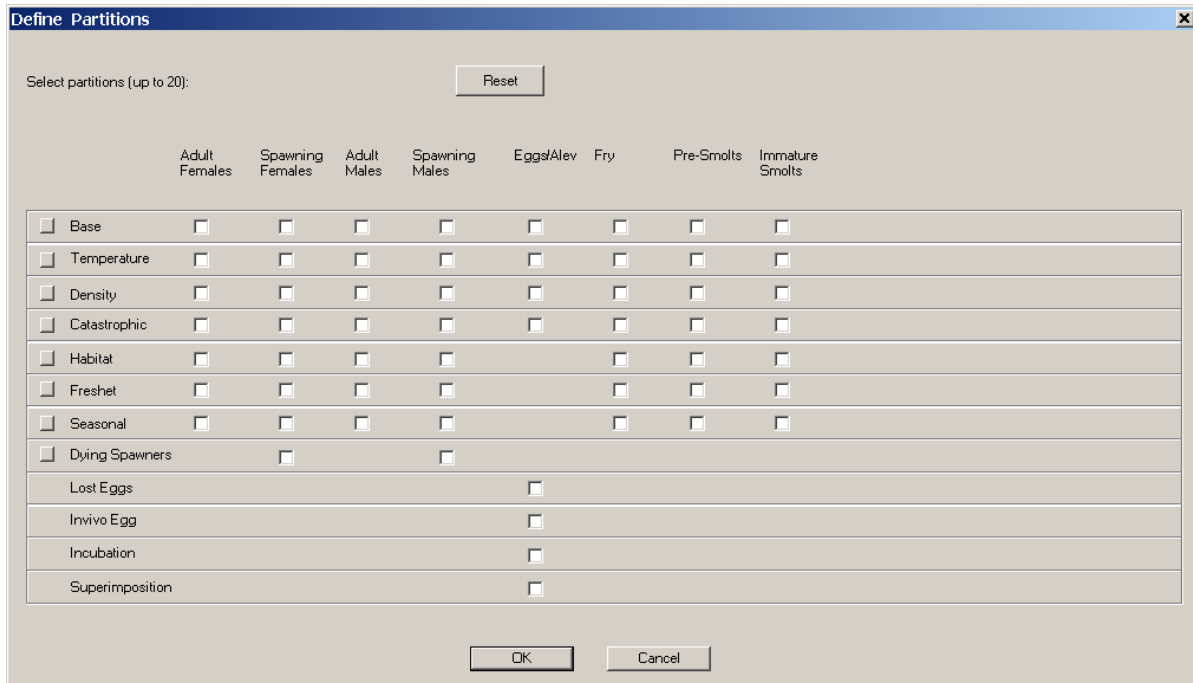 Define Partitions
Select partitions (up to 20):
Reset
Adult Females
Spawning Females
Adult Males
Spawning Males
Eggs/Alev
Fry
Pre-Smolts
Immature Smolts
Base
Temperature
Density
Catastrophic
Habitat
Freshet
Seasonal
Dying Spawners
Lost Eggs
Invivo Egg
Incubation
Superimposition
OK
Cancel